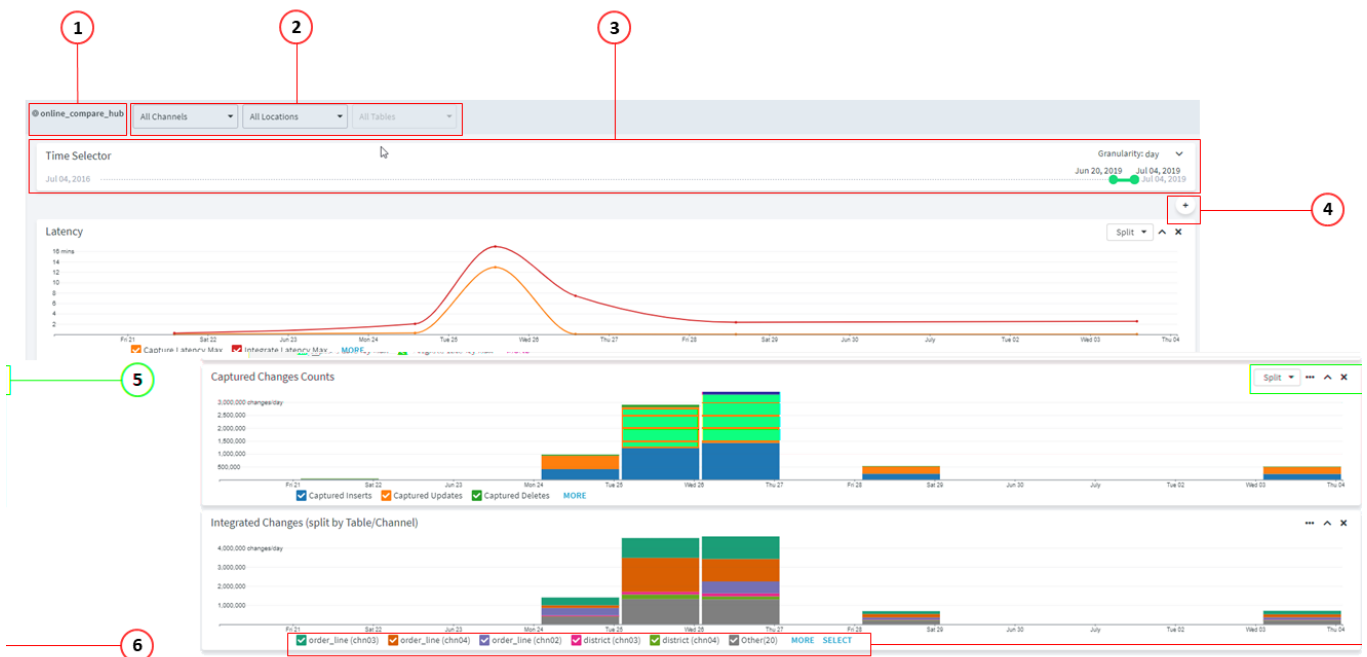 1
2
3
online_compare_hub
All Channels
All Locations
All Tables
Time Selector
Granularity: day
Jun 20, 2019
Jul 04, 2019
Jul 04, 2016
Jul 04, 2019
+
4
Latency
Split
16 mins
14
12
10
8
6
4
2
Fri 21
Sat 22
Jun 23
Mon 24
Tue 25
Wed 26
Thu 27
Fri 28
Sat 29
Jun 30
July
Tue 02
Wed 03
Thu 04
Capture Latency Max
Integrate Latency Max
MORE
5
Captured Changes Counts
Split
3,000,000 changes/day
2,500,000
2,000,000
1,500,000
1,000,000
500,000
Fri 21
Sat 22
Jun 23
Mon 24
Tue 25
Wed 26
Thu 27
Fri 28
Sat 29
Jun 30
July
Tue 02
Wed 03
Thu 04
Captured Inserts
Captured Updates
Captured Deletes
MORE
Integrated Changes (split by Table/Channel)
4,000,000 changes/day
3,000,000
2,000,000
1,000,000
Fri 21
Sat 22
Jun 23
Mon 24
Tue 25
Wed 26
Thu 27
Fri 28
Sat 29
Jun 30
July
Tue 02
Wed 03
Thu 04
6
order_line (chn03)
order_line (chn04)
order_line (chn02)
district (chn03)
district (chn04)
Other(20)
MORE
SELECT